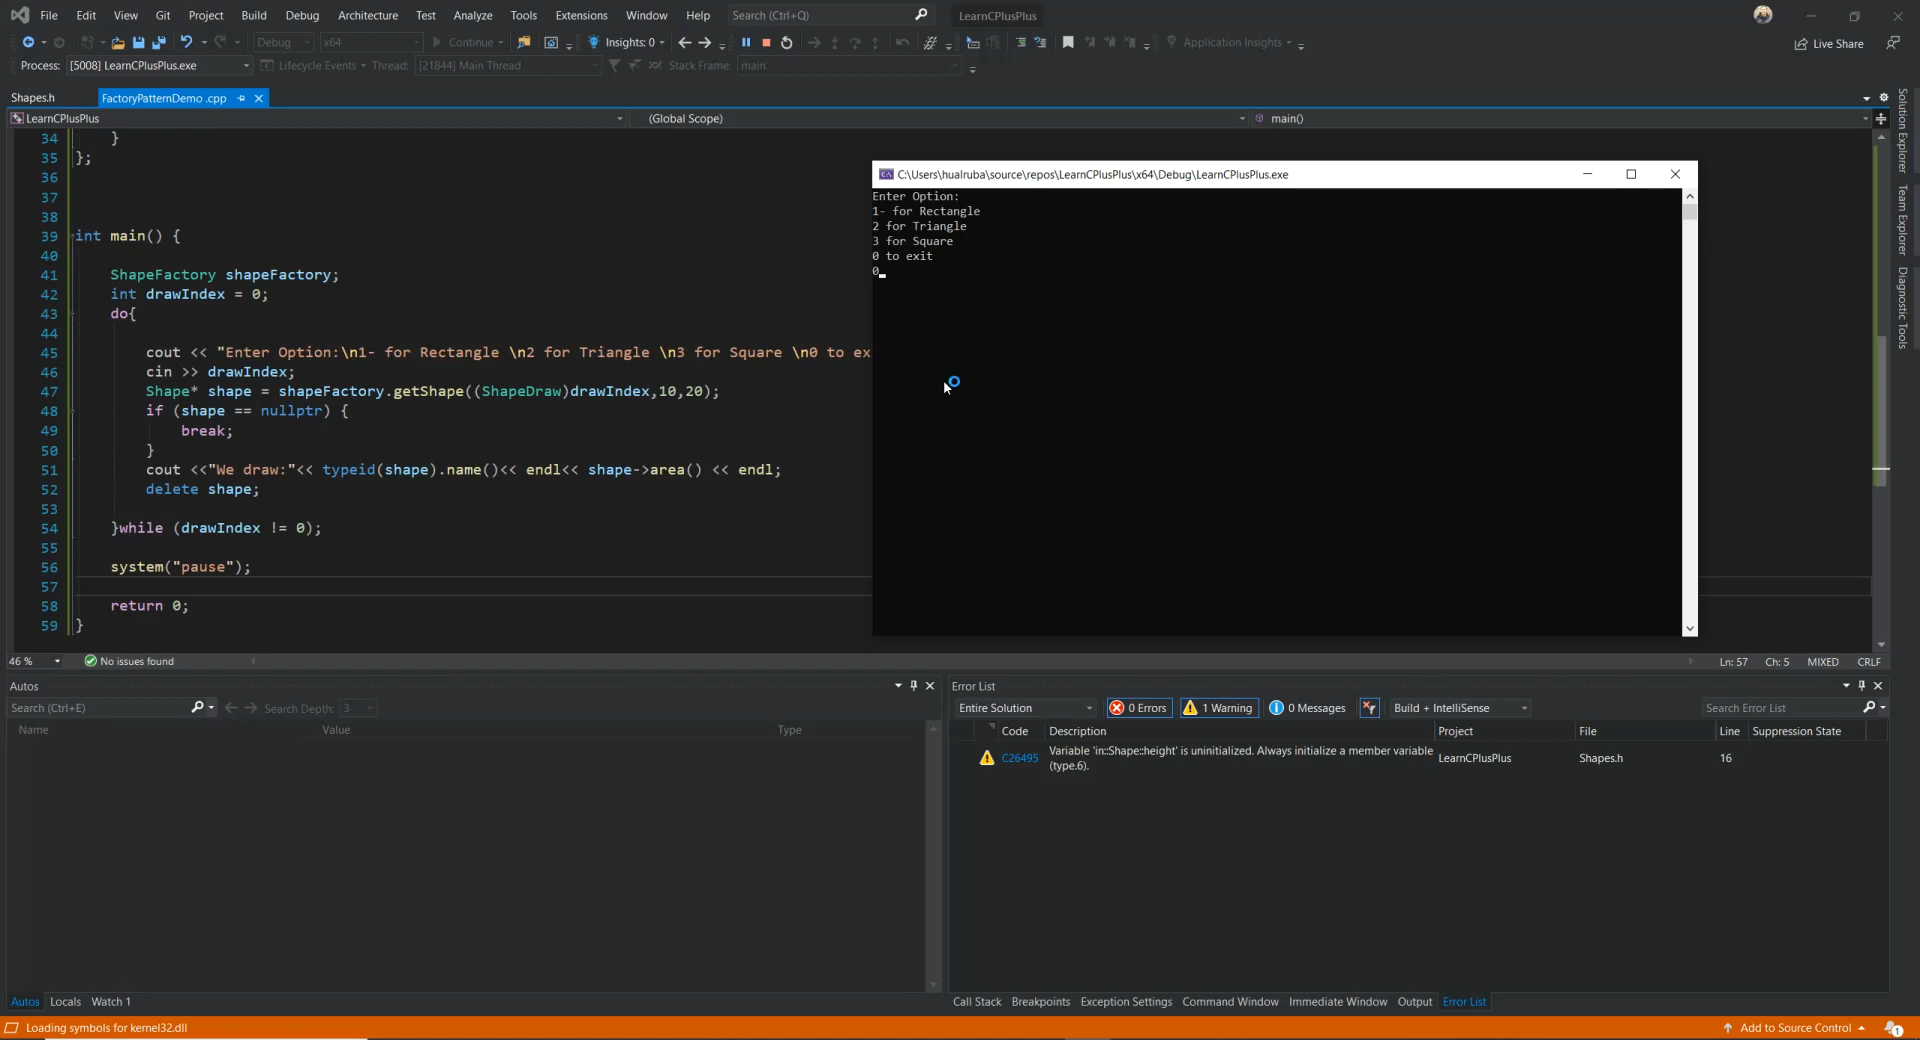 File Edit View Git Project Build Debug Architecture Test Analyze Tools Extensions Window Help Search (Ctrl+Q) LearnCPlusPlus
Debug x64 Continue Insights: 0 Application Insights Live Share
Process: [5008] LearnCPlusPlus.exe Lifecycle Events Thread: [21844] Main Thread Stack Frame: main
Shapes.h FactoryPatternDemo .cpp
LearnCPlusPlus (Global Scope) main()
34 }
35 };
36
37
38
39 int main() {
40
41 ShapeFactory shapeFactory;
42 int drawIndex = 0;
43 do{
44
45 cout << "Enter Option:\n1- for Rectangle \n2 for Triangle \n3 for Square \n0 to ex
46 cin >> drawIndex;
47 Shape* shape = shapeFactory.getShape((ShapeDraw)drawIndex,10,20);
48 if (shape == nullptr) {
49 break;
50 }
51 cout <<"We draw:"<< typeid(shape).name()<< endl<< shape->area() << endl;
52 delete shape;
53
54 }while (drawIndex != 0);
55
56 system("pause");
57
58 return 0;
59 }
C:\Users\hualruba\source\repos\LearnCPlusPlus\x64\Debug\LearnCPlusPlus.exe
Enter Option:
1- for Rectangle
2 for Triangle
3 for Square
0 to exit
0
Solution Explorer
Team Explorer
Diagnostic Tools
46 % No issues found Ln: 57 Ch: 5 MIXED CRLF
Autos
Search (Ctrl+E) Search Depth: 3
Name Value Type
Autos Locals Watch 1
Error List
Entire Solution 0 Errors 1 Warning 0 Messages Build + IntelliSense Search Error List
Code Description Project File Line Suppression State
C26495 Variable 'in::Shape::height' is uninitialized. Always initialize a member variable (type.6). LearnCPlusPlus Shapes.h 16
Call Stack Breakpoints Exception Settings Command Window Immediate Window Output Error List
Loading symbols for kernel32.dll Add to Source Control 1